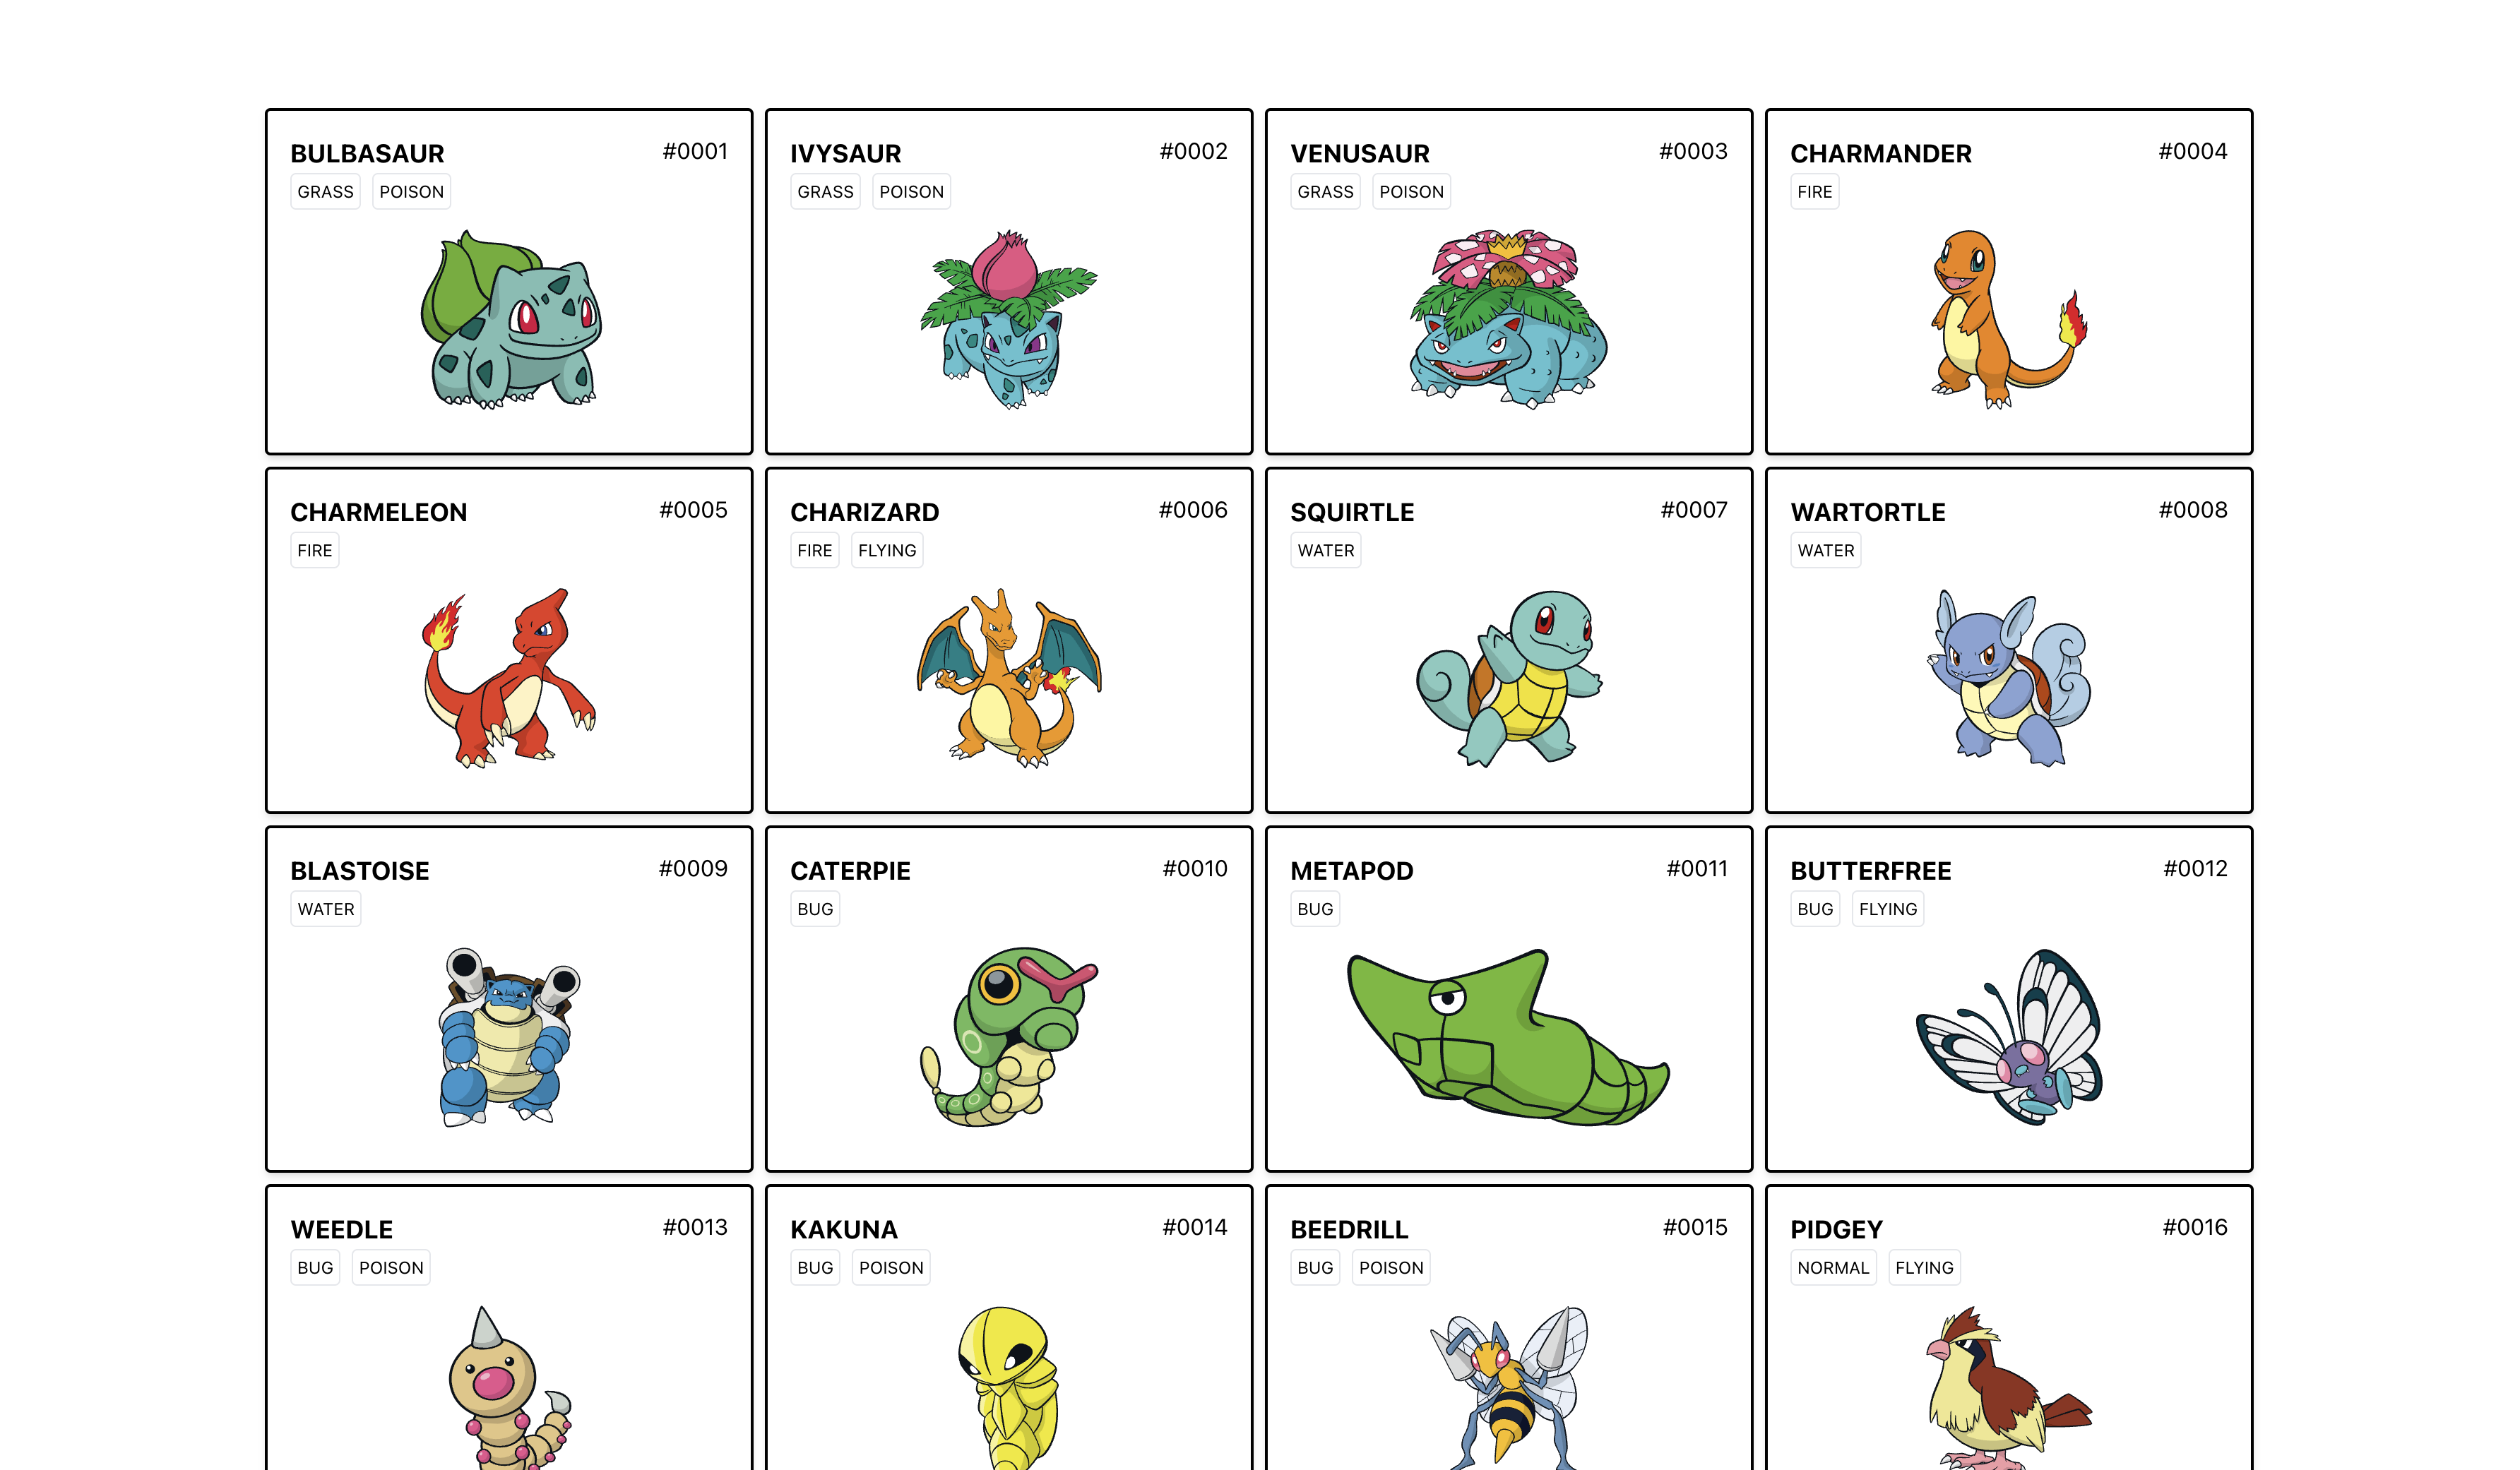 BULBASAUR #0001
GRASS POISON
IVYSAUR #0002
GRASS POISON
VENUSAUR #0003
GRASS POISON
CHARMANDER #0004
FIRE
CHARMELEON #0005
FIRE
CHARIZARD #0006
FIRE FLYING
SQUIRTLE #0007
WATER
WARTORTLE #0008
WATER
BLASTOISE #0009
WATER
CATERPIE #0010
BUG
METAPOD #0011
BUG
BUTTERFREE #0012
BUG FLYING
WEEDLE #0013
BUG POISON
KAKUNA #0014
BUG POISON
BEEDRILL #0015
BUG POISON
PIDGEY #0016
NORMAL FLYING